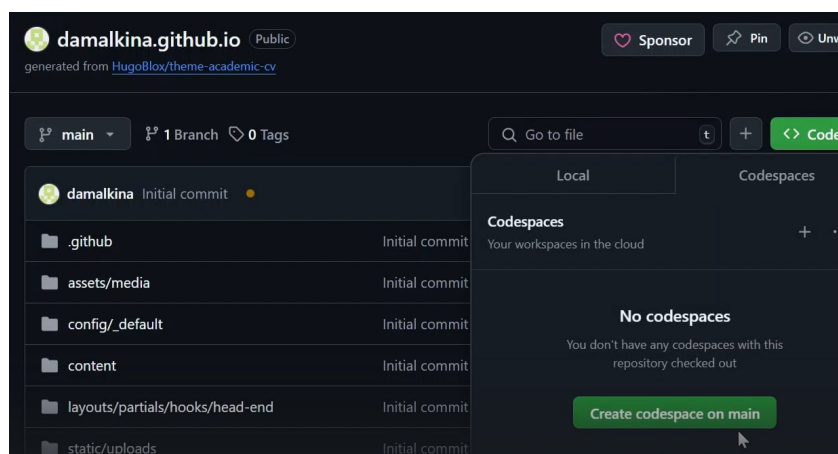 damalkina.github.io Public
Sponsor
Pin
generated from HugoBlox/theme-academic-cv
main
1 Branch
0 Tags
Go to file
t
Code
Local
Codespaces
damalkina Initial commit
Codespaces
Your workspaces in the cloud
.github Initial commit
assets/media Initial commit
config/_default Initial commit
content Initial commit
layouts/partials/hooks/head-end Initial commit
static/uploads Initial commit
No codespaces
You don't have any codespaces with this
repository checked out
Create codespace on main